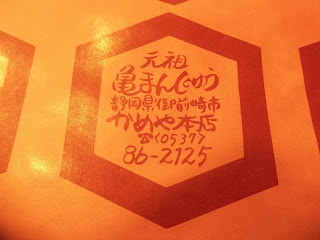 元祖
亀まんじゅう
静岡県御前崎市
かめや本店
☎(0537)
86-2125